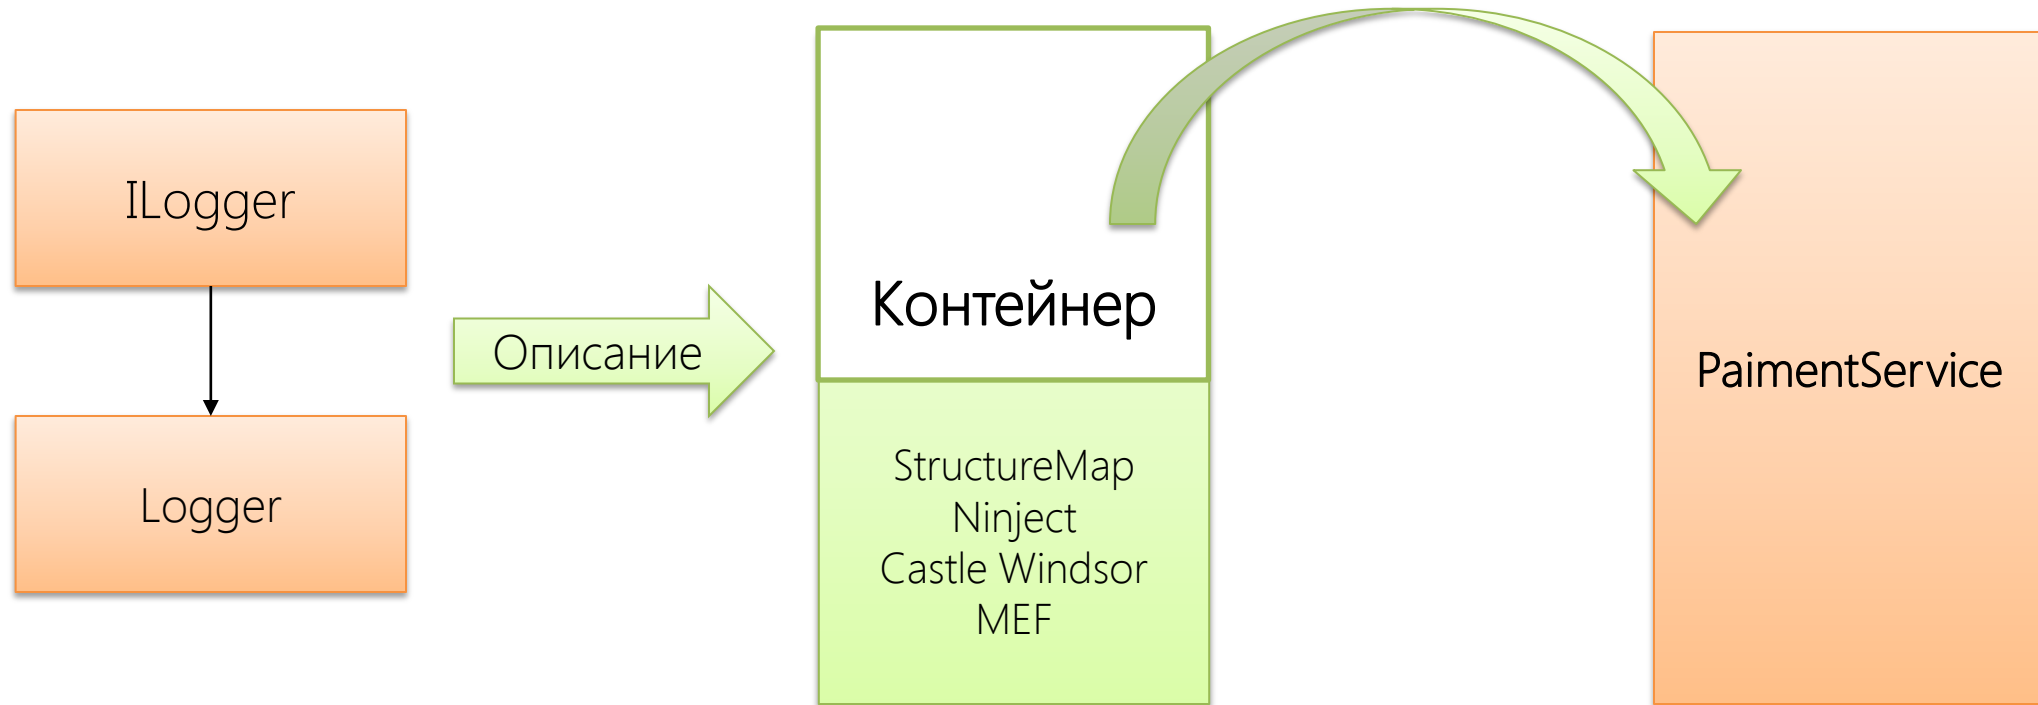 ILogger
Logger
Описание
Контейнер
StructureMap
Ninject
Castle Windsor
MEF
PaimentService